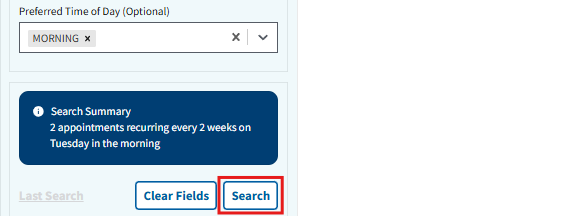 Preferred Time of Day (Optional)
MORNING
Search Summary
2 appointments recurring every 2 weeks on
Tuesday in the morning
Last Search Clear Fields Search